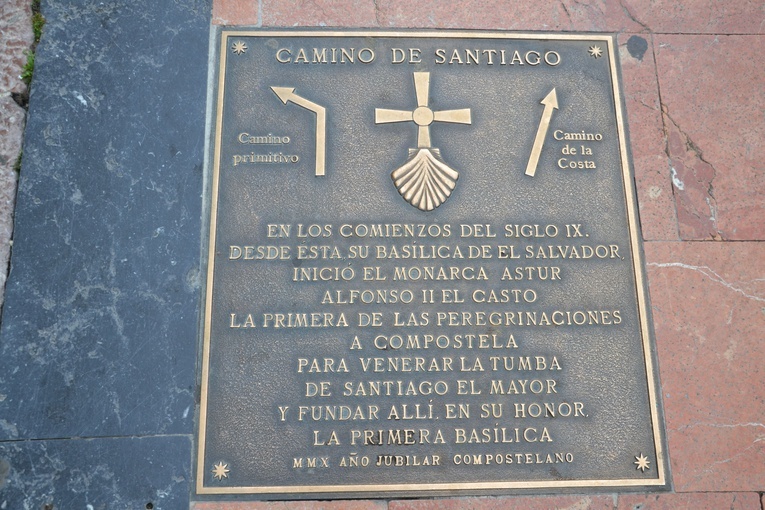 CAMINO DE SANTIAGO
Camino
primitivo
Camino
de la
Costa
EN LOS COMIENZOS DEL SIGLO IX.
DESDE ESTA, SU BASÍLICA DE EL SALVADOR,
INICIÓ EL MONARCA ASTUR
ALFONSO II EL CASTO
LA PRIMERA DE LAS PEREGRINACIONES
A COMPOSTELA
PARA VENERAR LA TUMBA
DE SANTIAGO EL MAYOR
Y FUNDAR ALLÍ, EN SU HONOR,
LA PRIMERA BASÍLICA
MMX AÑO JUBILAR COMPOSTELANO